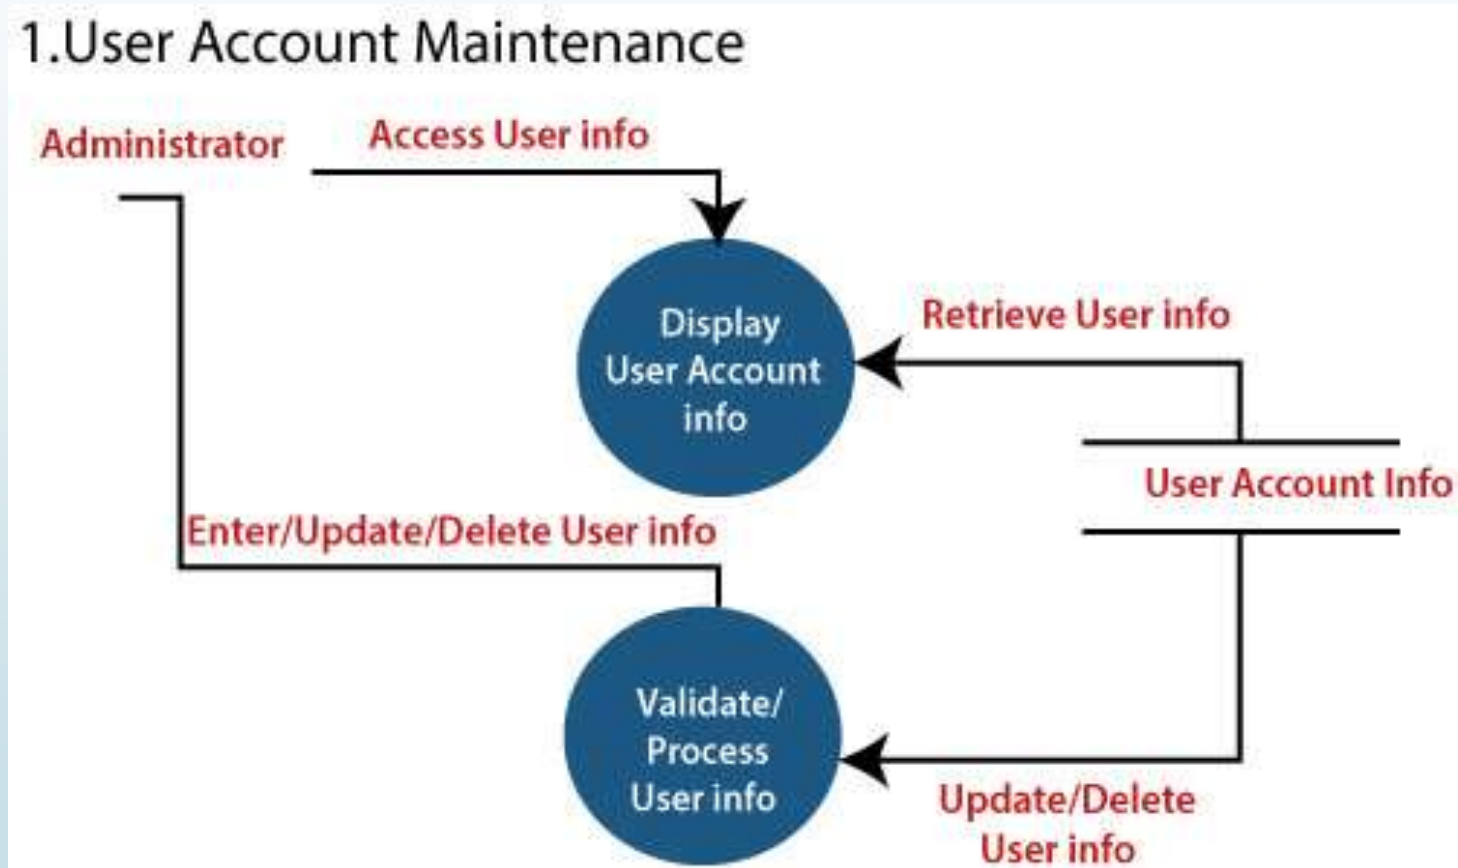 1.User Account Maintenance
Administrator
Access User info
Display
User Account
info
Retrieve User info
User Account Info
Enter/Update/Delete User info
Validate/
Process
User info
Update/Delete
User info